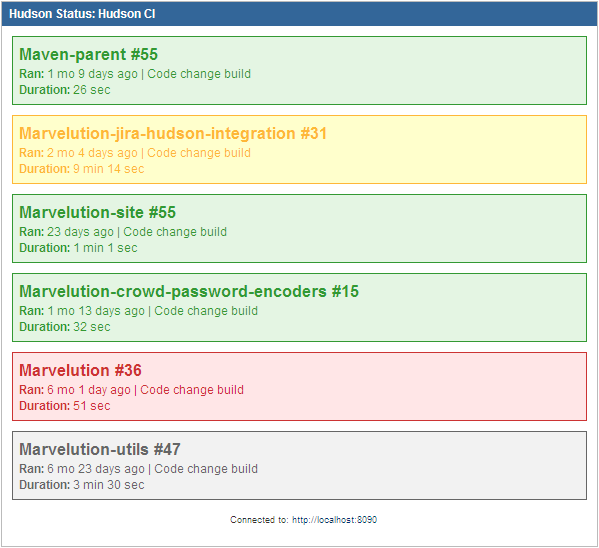 Hudson Status: Hudson CI
Maven-parent #55
Ran: 1 mo 9 days ago | Code change build
Duration: 26 sec
Marvelution-jira-hudson-integration #31
Ran: 2 mo 4 days ago | Code change build
Duration: 9 min 14 sec
Marvelution-site #55
Ran: 23 days ago | Code change build
Duration: 1 min 1 sec
Marvelution-crowd-password-encoders #15
Ran: 1 mo 13 days ago | Code change build
Duration: 32 sec
Marvelution #36
Ran: 6 mo 1 day ago | Code change build
Duration: 51 sec
Marvelution-utils #47
Ran: 6 mo 23 days ago | Code change build
Duration: 3 min 30 sec
Connected to: http://localhost:8090